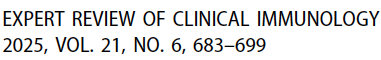 EXPERT REVIEW OF CLINICAL IMMUNOLOGY
2025, VOL. 21, NO. 6, 683–699